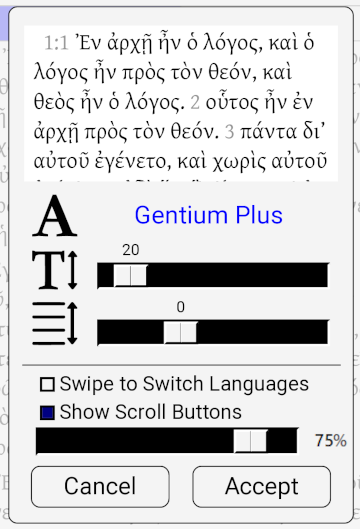 1:1 Ἐν ἀρχῇ ἦν ὁ λόγος, καὶ ὁ
λόγος ἦν πρὸς τὸν θεόν, καὶ
θεὸς ἦν ὁ λόγος. 2 οὗτος ἦν ἐν
ἀρχῇ πρὸς τὸν θεόν. 3 πάντα δι’
αὐτοῦ ἐγένετο, καὶ χωρὶς αὐτοῦ
A Gentium Plus
20
T
0
Swipe to Switch Languages
Show Scroll Buttons
75%
Cancel Accept